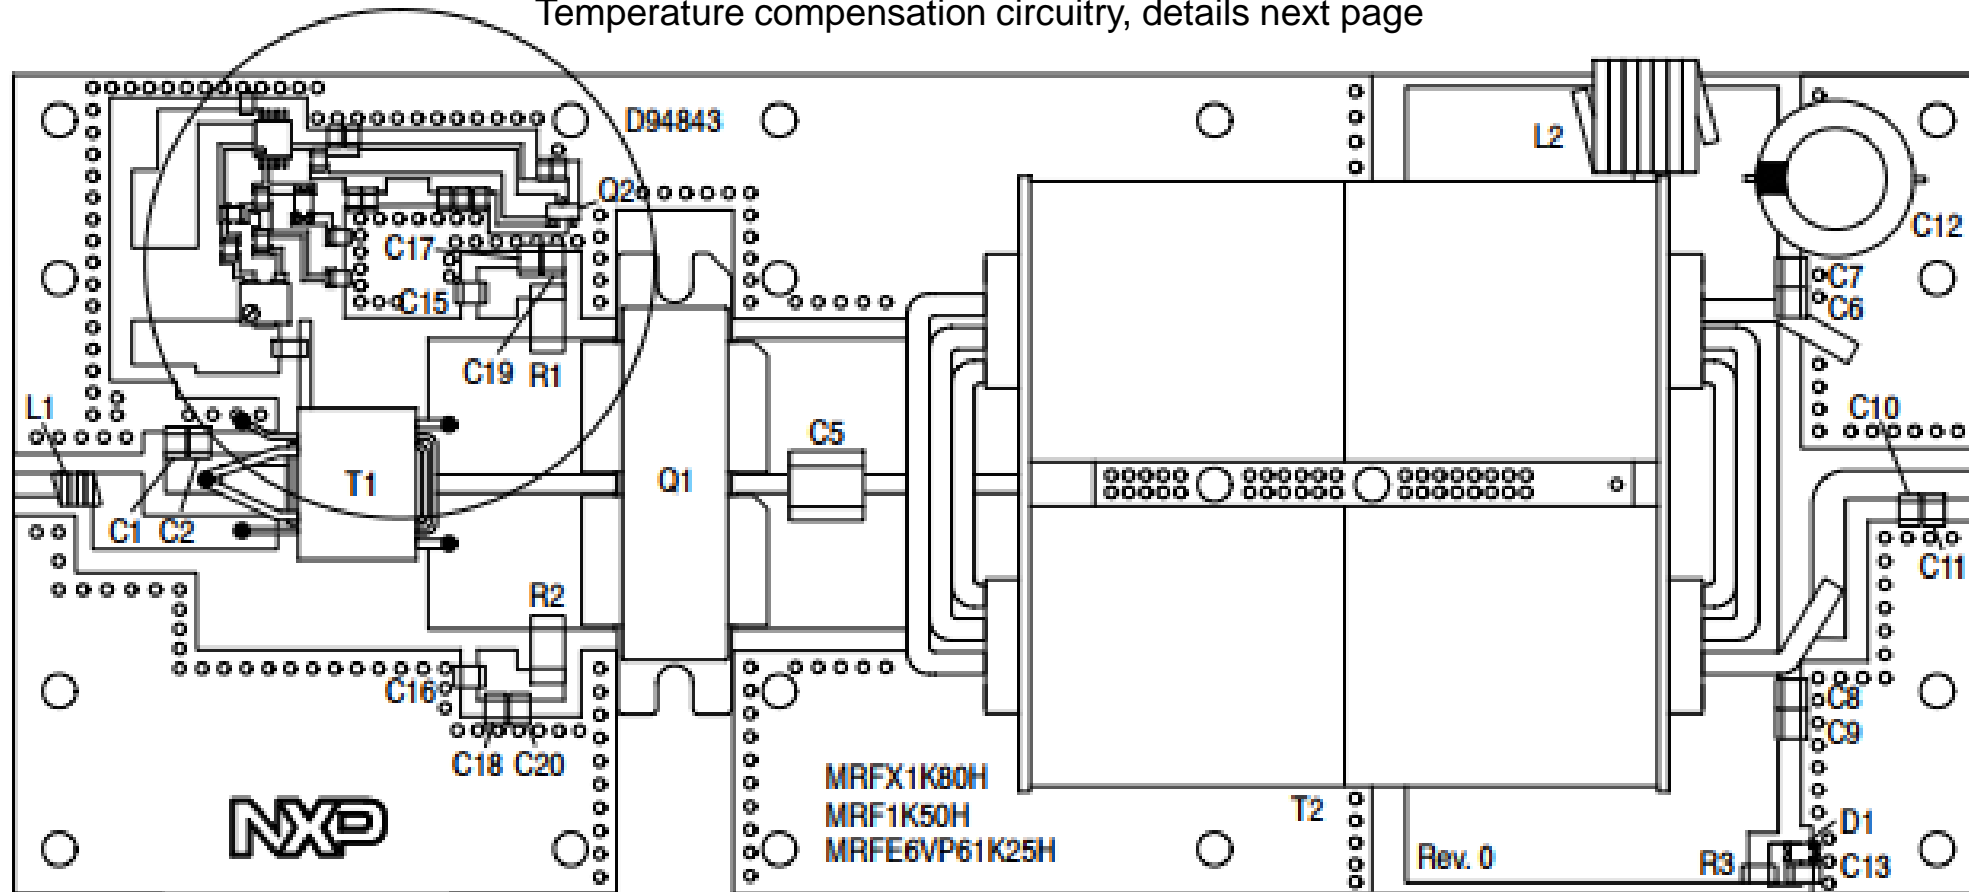 Temperature compensation circuitry, details next page
D94843
L2
Q2
C12
C17
C7
C15
C6
C19 R1
L1
C10
C5
T1
Q1
C1 C2
C11
R2
C16
C8
C9
C18 C20
MRFX1K80H
T2
MRF1K50H
D1
NXP
MRFE6VP61K25H
Rev. 0
R3
C13